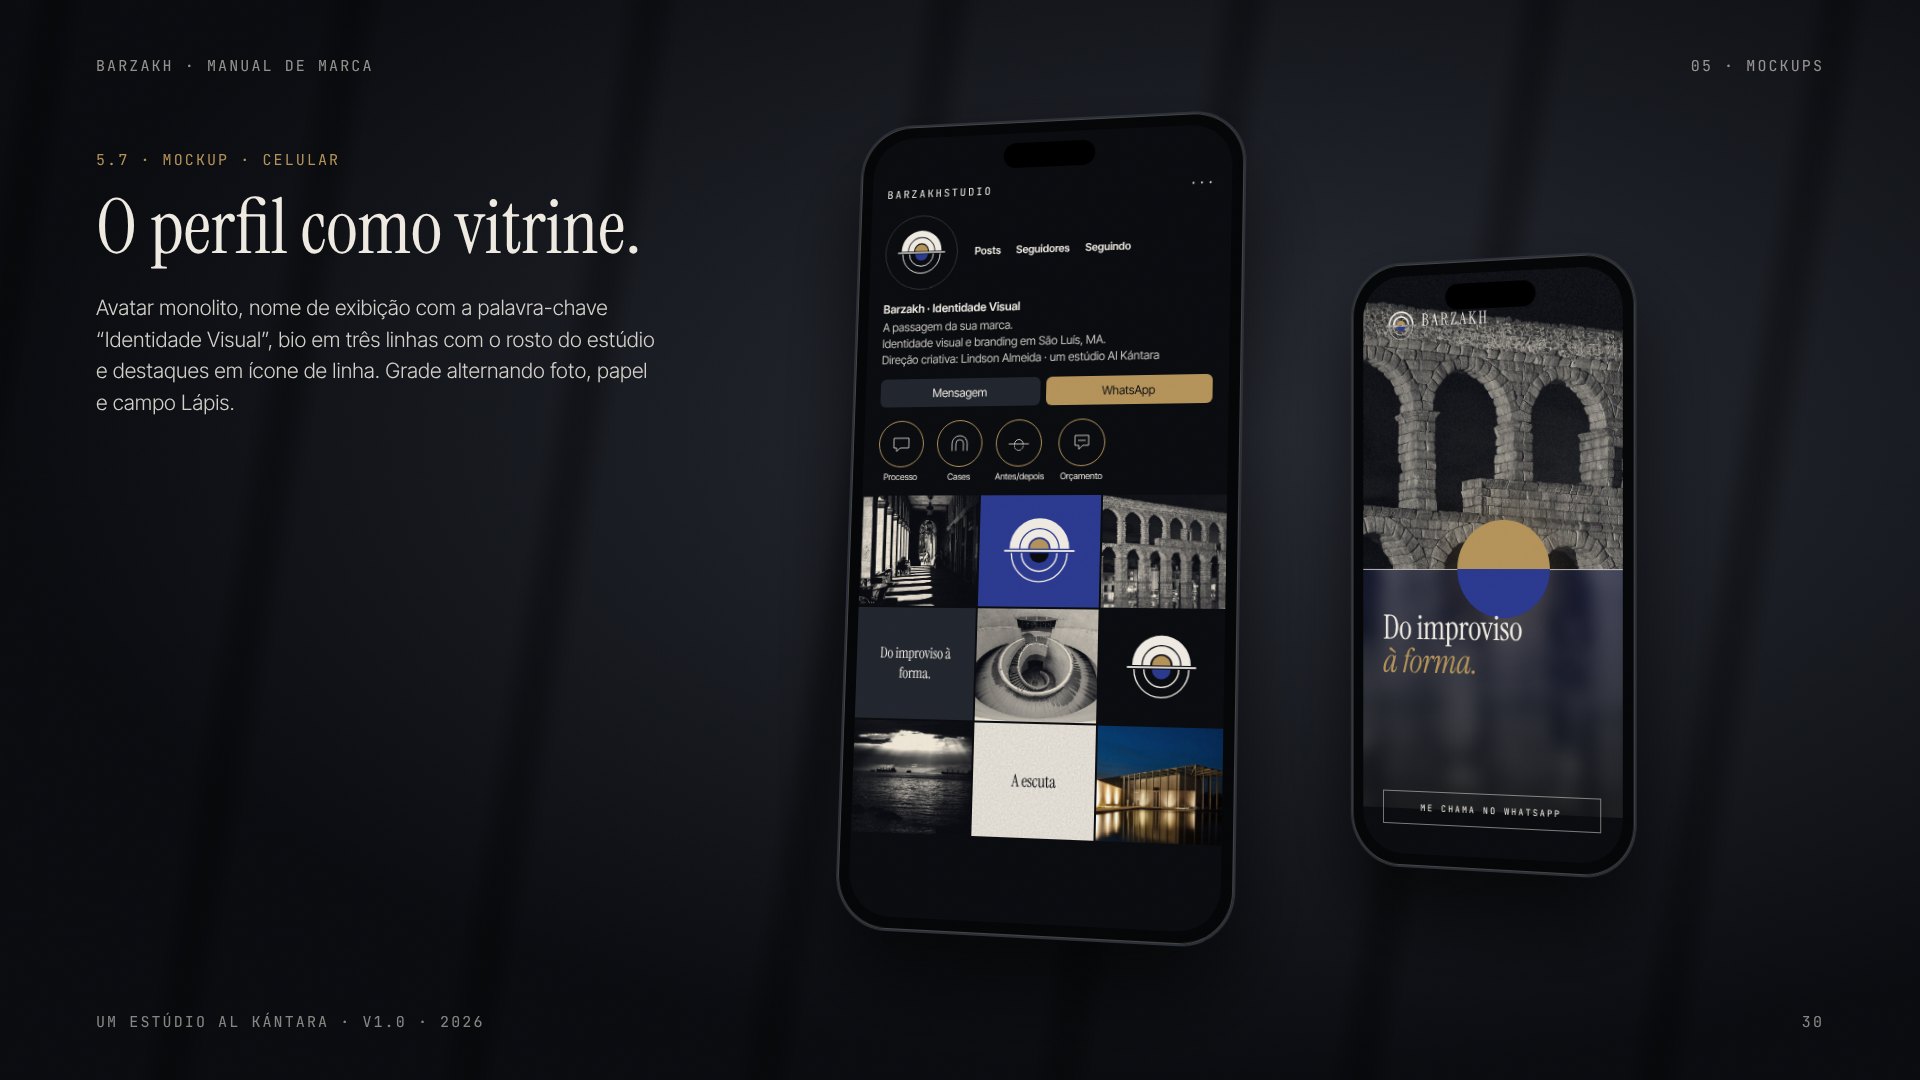 BARZAKH · MANUAL DE MARCA
05 · MOCKUPS
5.7 · MOCKUP · CELULAR
O perfil como vitrine.
Avatar monolito, nome de exibição com a palavra-chave
“Identidade Visual”, bio em três linhas com o rosto do estúdio
e destaques em ícone de linha. Grade alternando foto, papel
e campo Lápis.
BARZAKHSTUDIO
···
Posts Seguidores Seguindo
Barzakh · Identidade Visual
A passagem da sua marca.
Identidade visual e branding em São Luís, MA.
Direção criativa: Lindson Almeida · um estúdio Al Kántara
Mensagem WhatsApp
Processo Cases Antes/depois Orçamento
Do improviso à
forma.
A escuta
BARZAKH
Do improviso
à forma.
ME CHAMA NO WHATSAPP
UM ESTÚDIO AL KÁNTARA · V1.0 · 2026
30